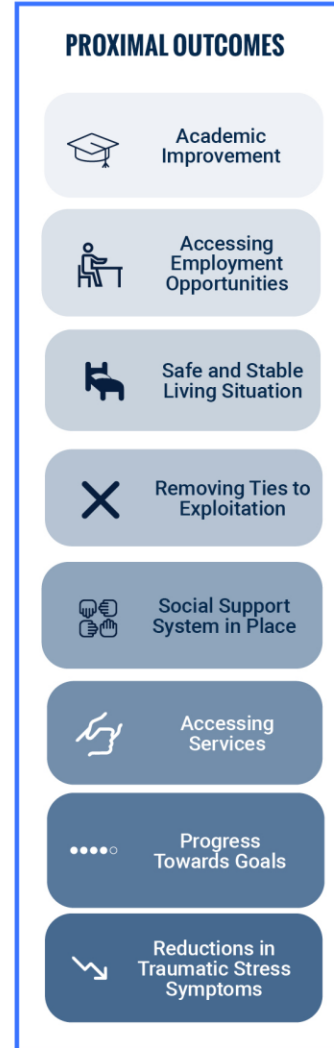 PROXIMAL OUTCOMES
Academic
Improvement
Accessing
Employment
Opportunities
Safe and Stable
Living Situation
Removing Ties to
Exploitation
Social Support
System in Place
Accessing
Services
Progress
Towards Goals
Reductions in
Traumatic Stress
Symptoms